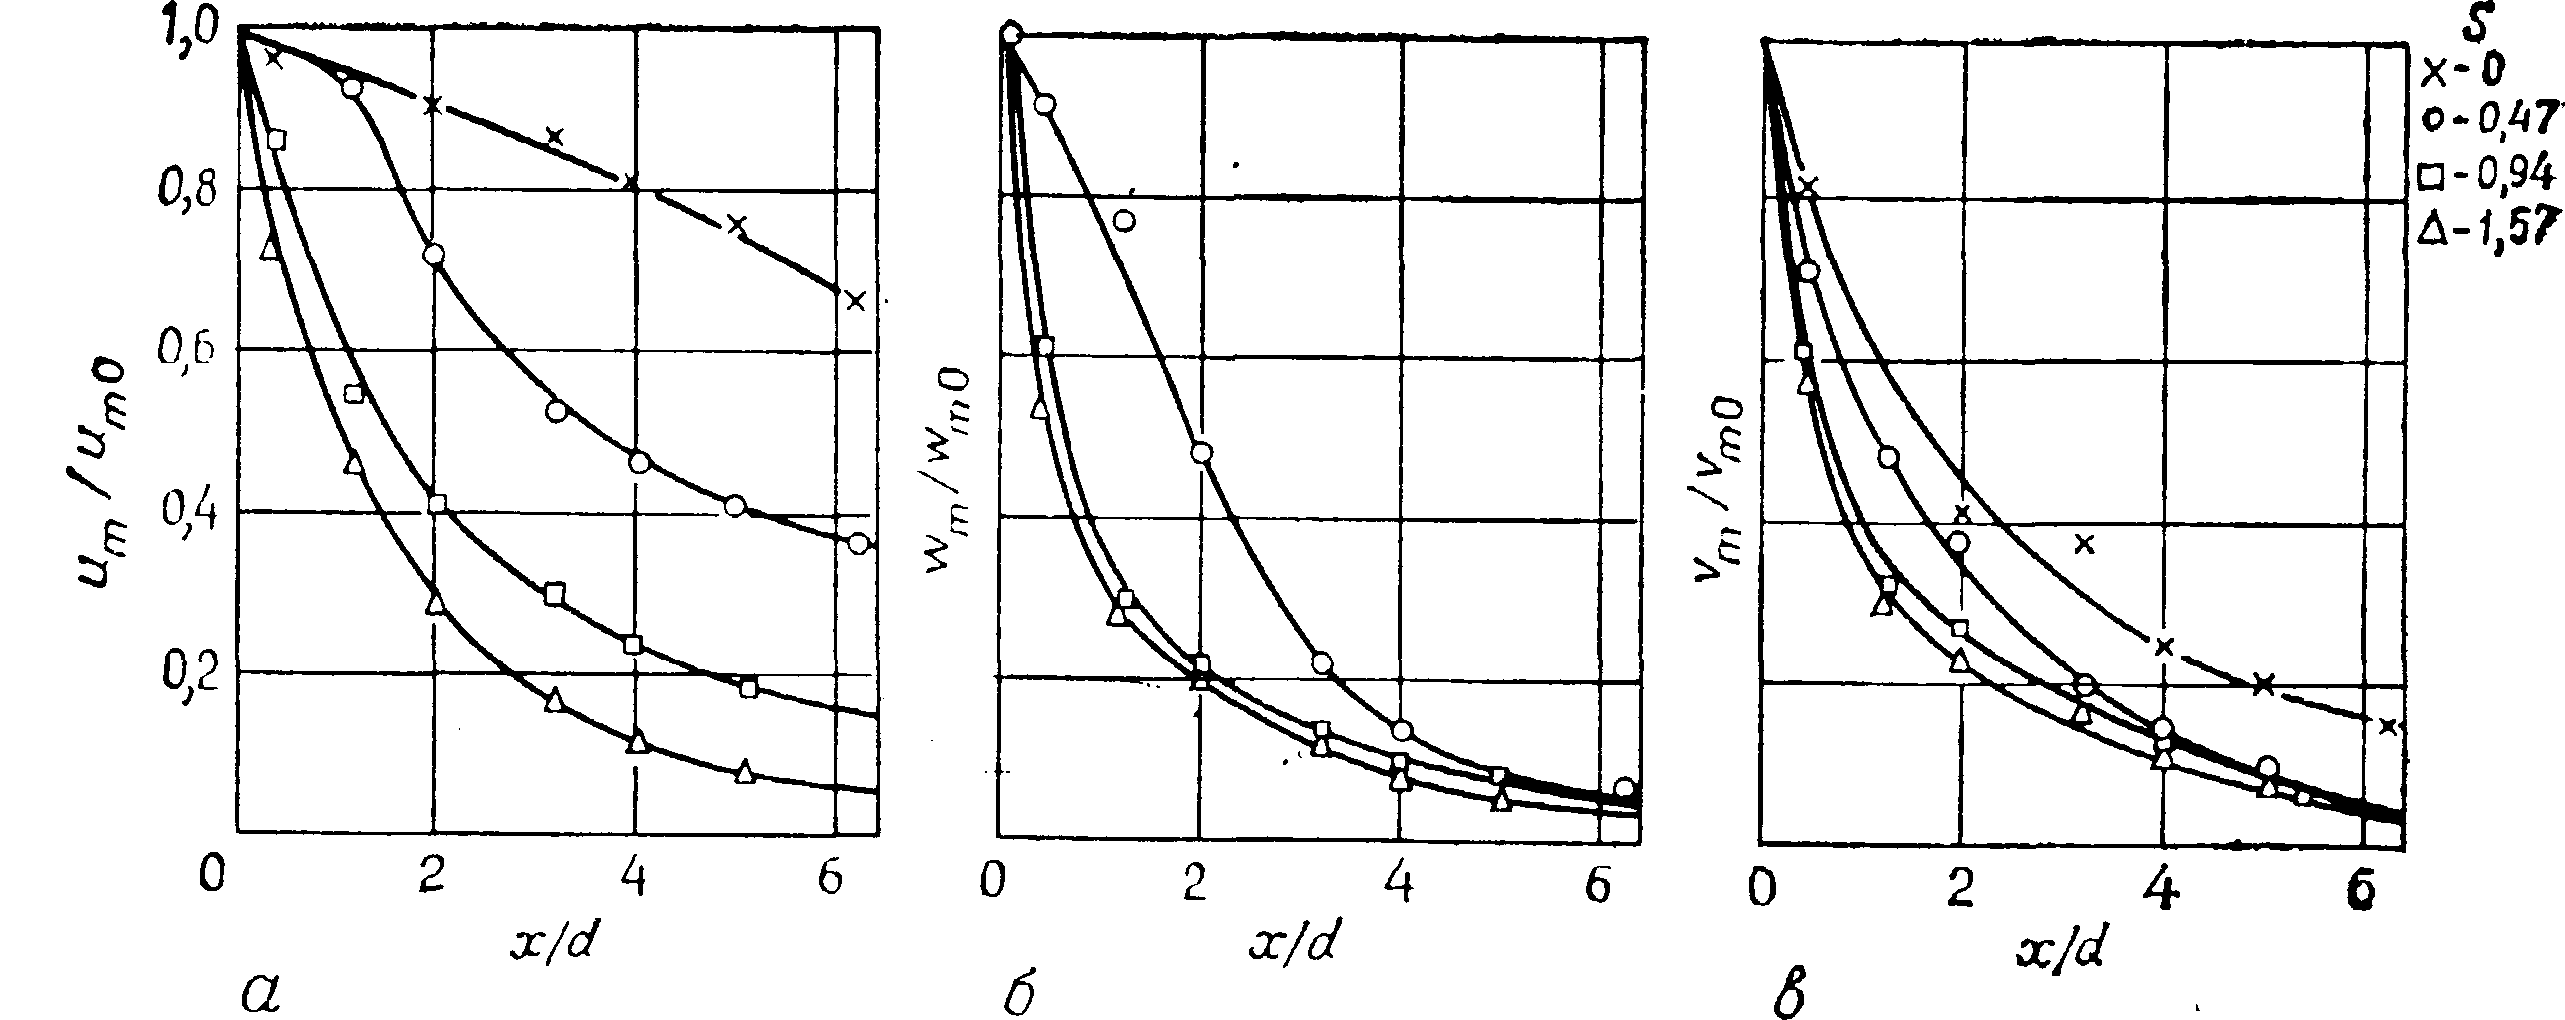 1,0
0,8
0,6
0,4
0,2
u_m / u_m0
0 2 4 6
x/d
а
w_m / w_m0
0 2 4 6
x/d
б
v_m / v_m0
0 2 4 6
x/d
в
S
×-0
○-0,47
□-0,94
△-1,57